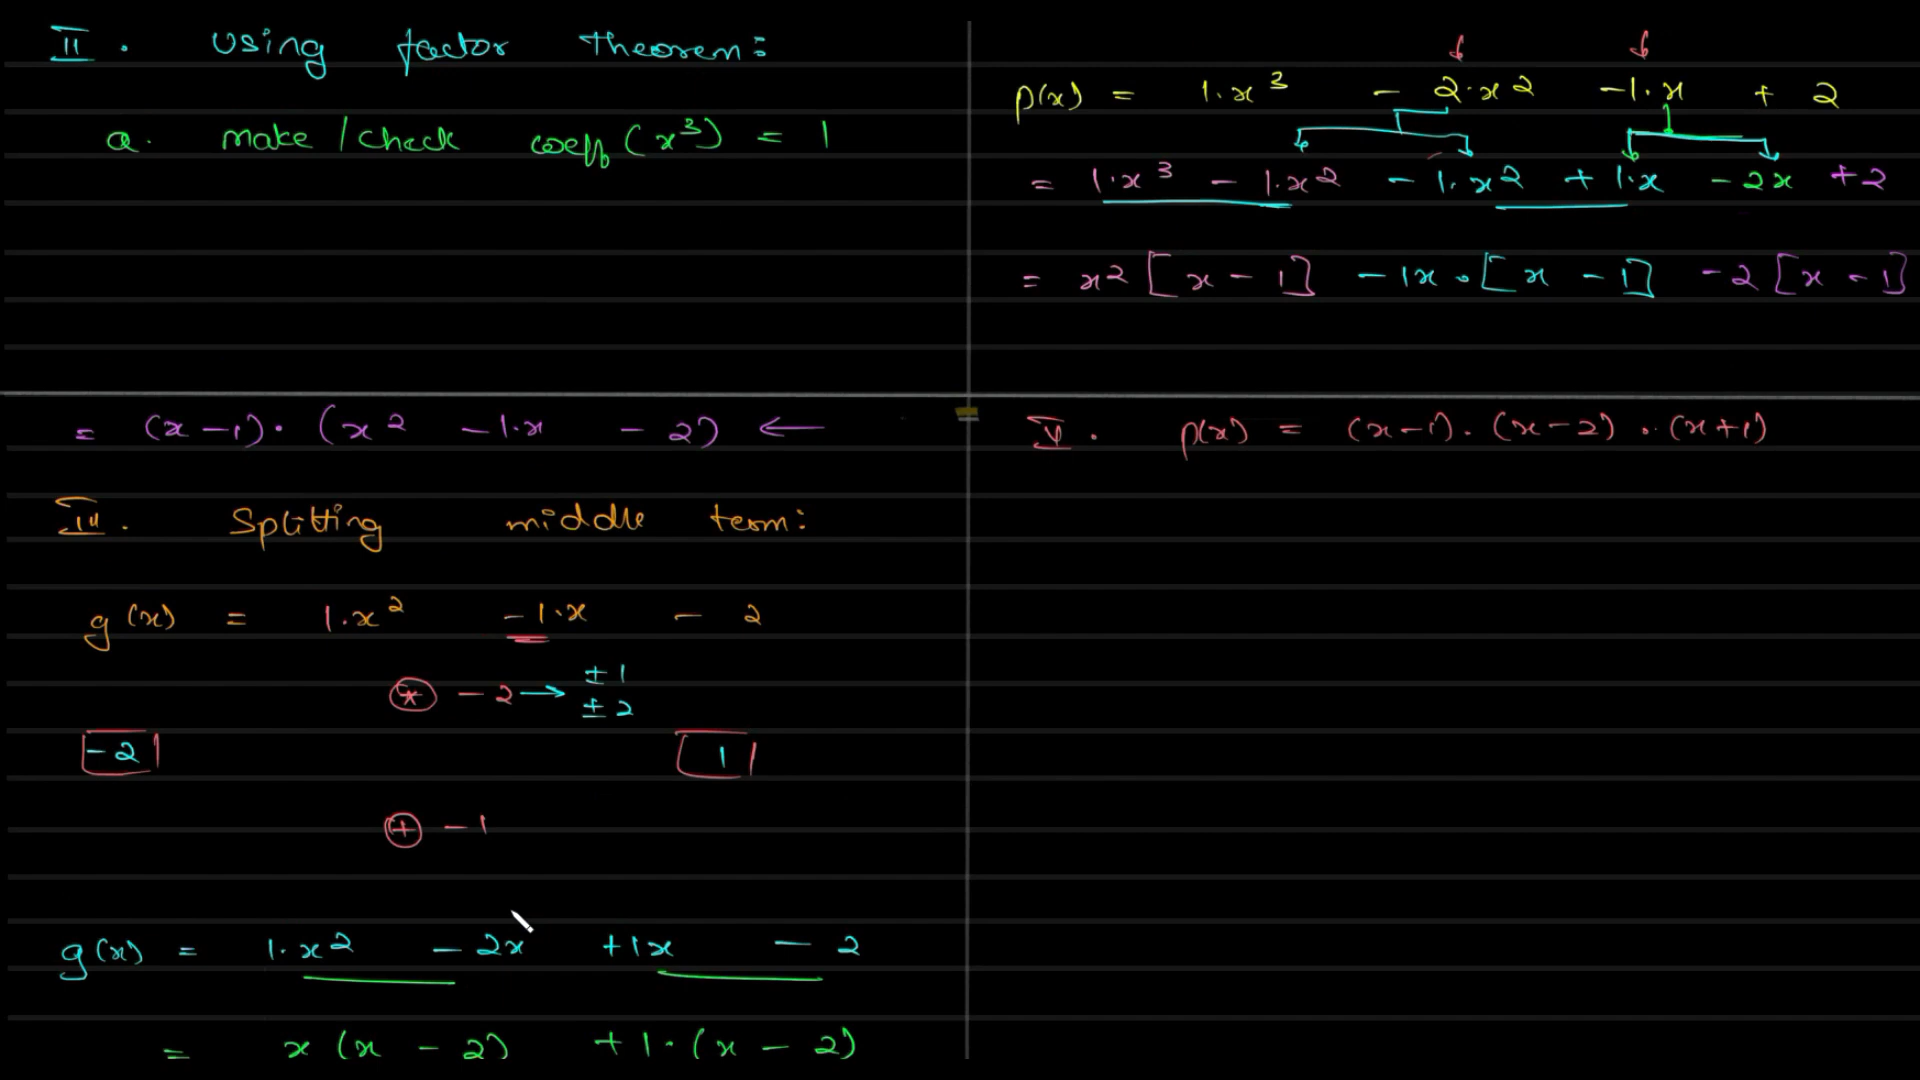 II. Using factor theorem:
a. make/check coeff(x³) = 1
p(x) = 1.x³ - 2.x² -1.x + 2
= 1.x³ - 1.x² - 1.x² + 1.x - 2x + 2
= x² [x - 1] - 1x . [x - 1] - 2 [x - 1]
= (x-1). (x² - 1.x - 2) ←
III. Splitting middle term:
g(x) = 1.x² -1.x - 2
* -2 → ±1
±2
-2 1
+ -1
g(x) = 1.x² - 2x +1x - 2
= x (x - 2) + 1.(x - 2)
V. p(x) = (x-1). (x-2) . (x+1)